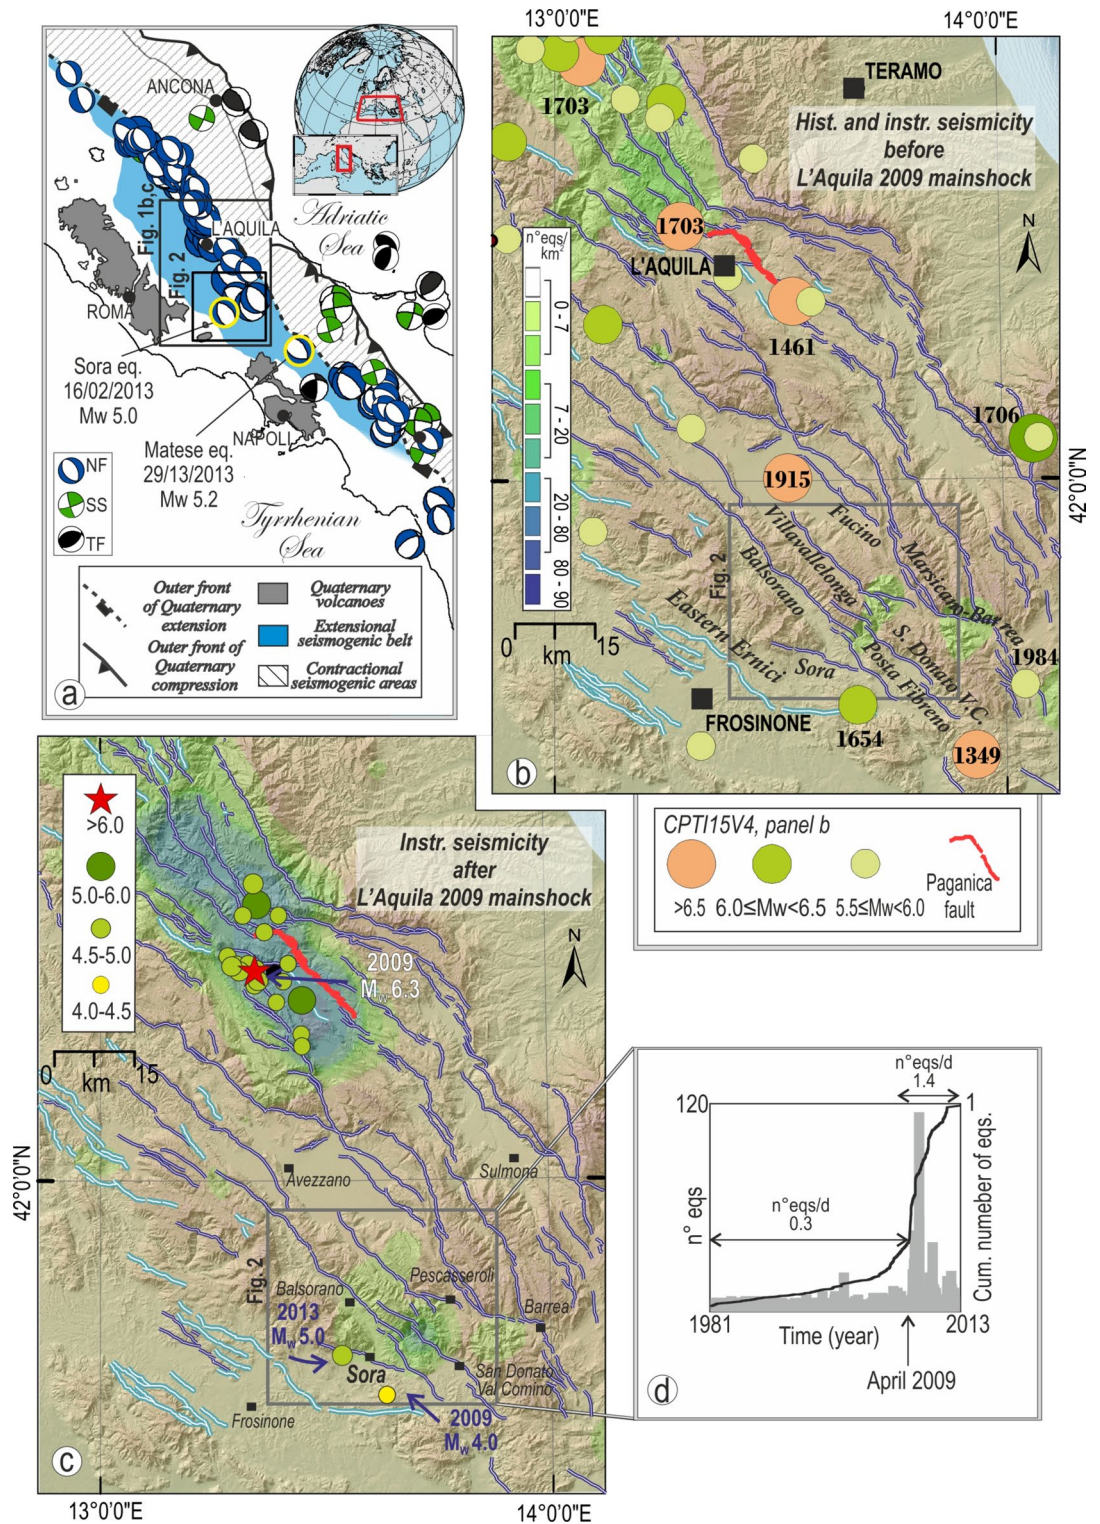 ANCONA
Adriatic
Sea
Fig. 1b,c
L'AQUILA
Fig. 2
ROMA
Sora eq.
16/02/2013
Mw 5.0
NAPOLI
Matese eq.
29/13/2013
Mw 5.2
Tyrrhenian
Sea
NF
SS
TF
Outer front
of Quaternary
extension
Quaternary
volcanoes
Extensional
seismogenic belt
Outer front of
Quaternary
compression
Contractional
seismogenic areas
a
13°0'0"E
14°0'0"E
TERAMO
1703
Hist. and instr. seismicity
before
L'Aquila 2009 mainshock
N
1703
n°eqs/
km²
L'AQUILA
0 - 7
7 - 20
20 - 80
80 - 90
1461
1706
42°0'0"N
1915
Fucino
Villavallelonga
Balsorano
Marsicano-Barrea
Fig. 2
Eastern Ernici
Sora
S. Donato V.C.
Posta Fibreno
1984
0
15
km
FROSINONE
1654
1349
b
CPTI15V4, panel b
>6.5
6.0≤Mw<6.5
5.5≤Mw<6.0
Paganica
fault
>6.0
5.0-6.0
4.5-5.0
4.0-4.5
Instr. seismicity
after
L'Aquila 2009 mainshock
N
2009
Mw 6.3
0
15
km
42°0'0"N
Avezzano
Sulmona
Fig. 2
Balsorano
Pescasseroli
2013
Mw 5.0
Barrea
Sora
San Donato
Val Comino
Frosinone
2009
Mw 4.0
c
13°0'0"E
14°0'0"E
n°eqs/d
1.4
120
1
n° eqs
n°eqs/d
0.3
Cum. numeber of eqs.
1981
Time (year)
2013
April 2009
d